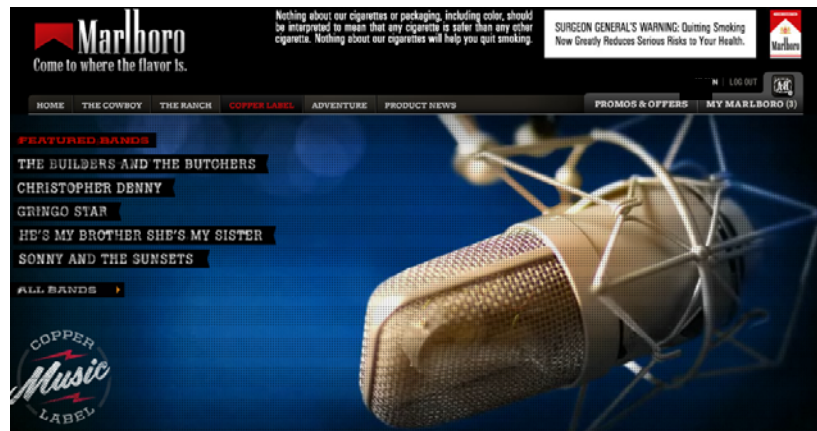 Marlboro
Come to where the flavor is.
Nothing about our cigarettes or packaging, including color, should
be interpreted to mean that any cigarette is safer than any other
cigarette. Nothing about our cigarettes will help you quit smoking.
SURGEON GENERAL'S WARNING: Quitting Smoking
Now Greatly Reduces Serious Risks to Your Health.
Marlboro
N | LOG OUT
HOME THE COWBOY THE RANCH COPPER LABEL ADVENTURE PRODUCT NEWS PROMOS & OFFERS MY MARLBORO (3)
FEATURED BANDS
THE BUILDERS AND THE BUTCHERS
CHRISTOPHER DENNY
GRINGO STAR
HE'S MY BROTHER SHE'S MY SISTER
SONNY AND THE SUNSETS
ALL BANDS
COPPER
Music
LABEL